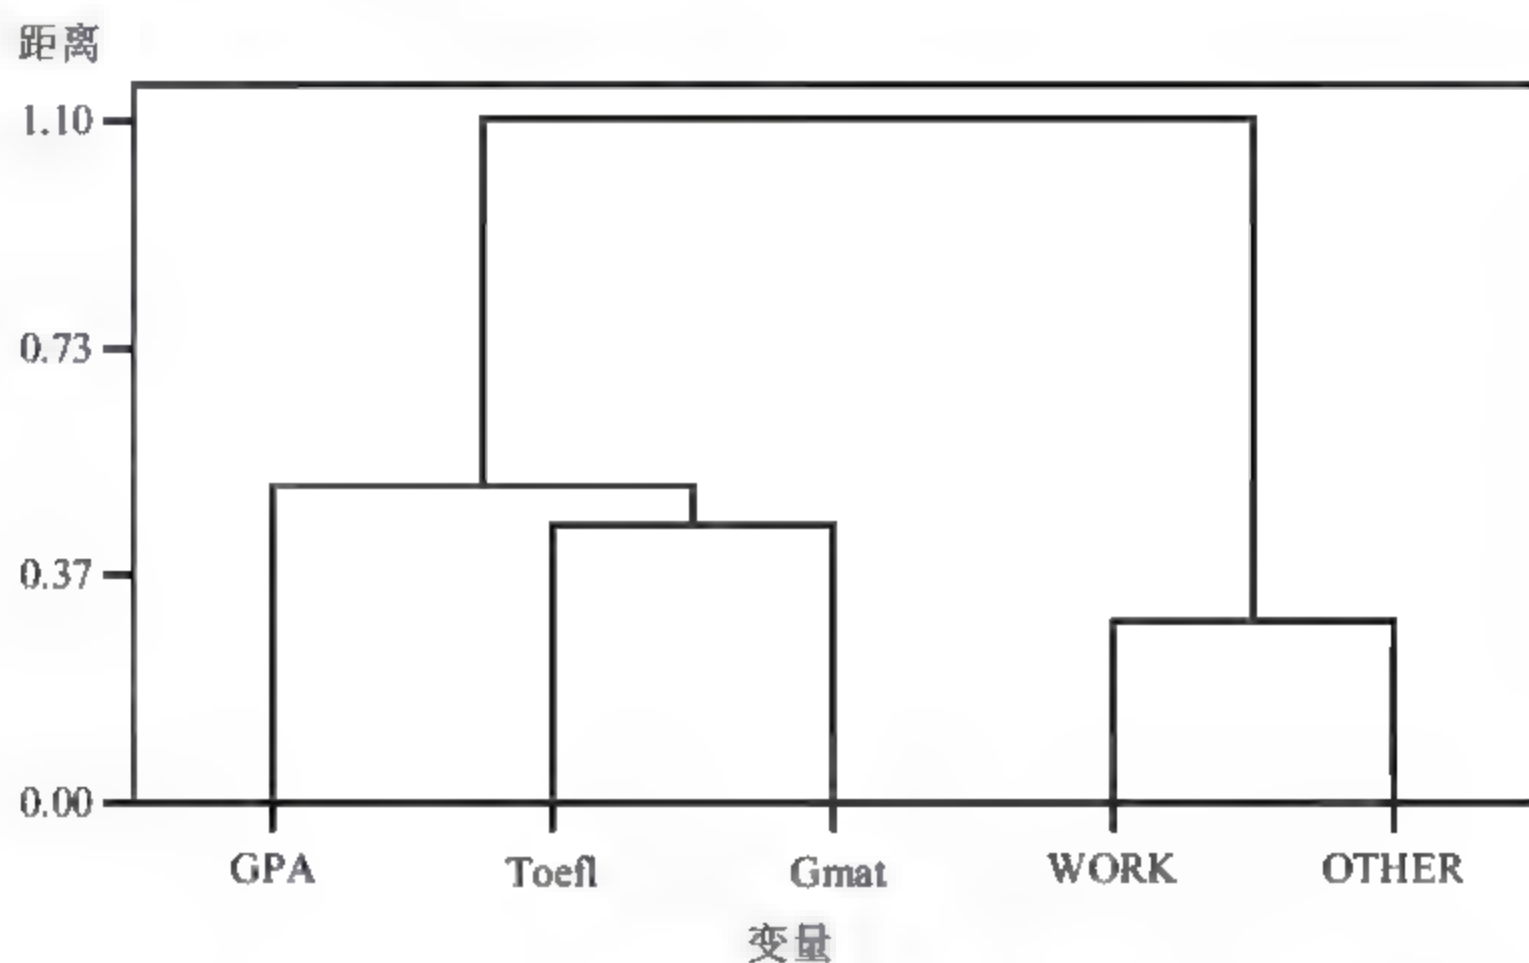 距离
1.10
0.73
0.37
0.00
GPA Toefl Gmat WORK OTHER
变量